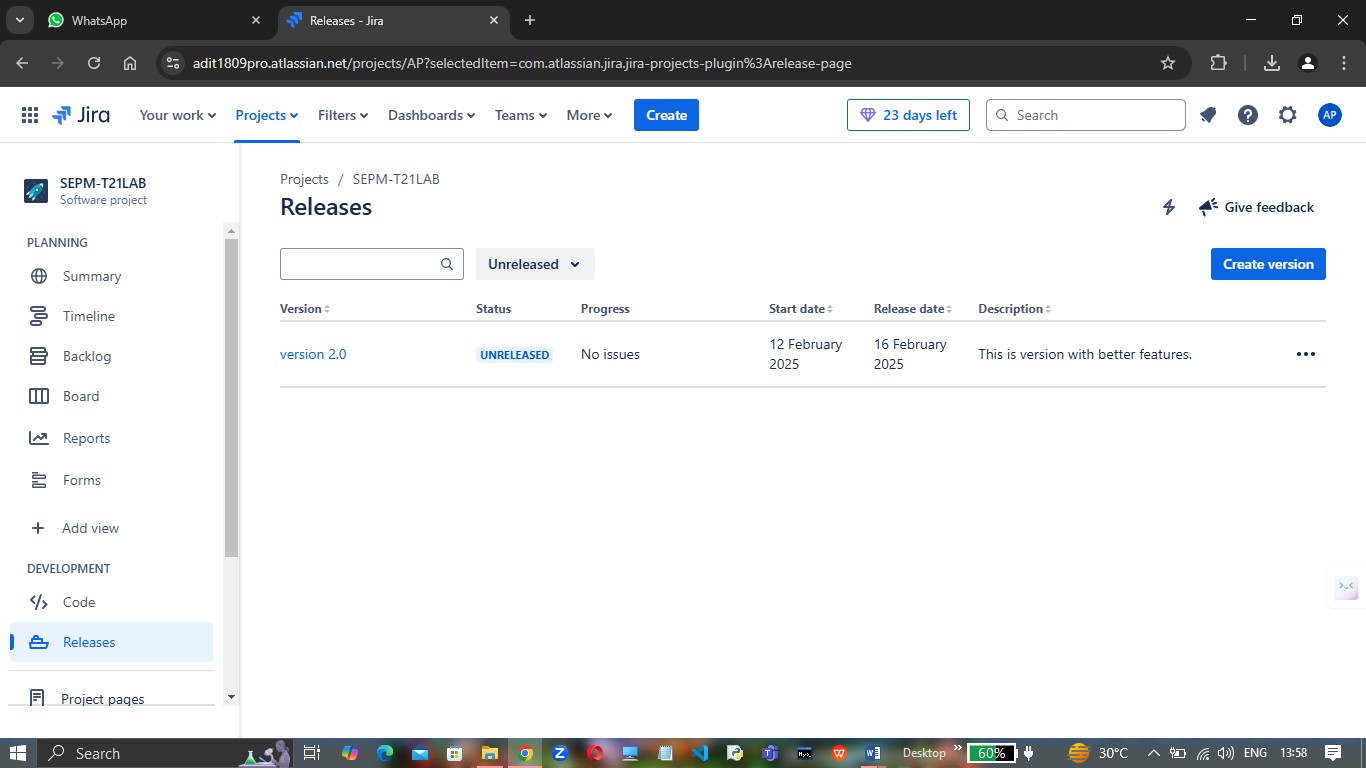 WhatsApp
Releases - Jira
adit1809pro.atlassian.net/projects/AP?selectedItem=com.atlassian.jira.jira-projects-plugin%3Arelease-page
Jira
Your work
Projects
Filters
Dashboards
Teams
More
Create
23 days left
Search
AP
SEPM-T21LAB
Software project
PLANNING
Summary
Timeline
Backlog
Board
Reports
Forms
Add view
DEVELOPMENT
Code
Releases
Project pages
Projects / SEPM-T21LAB
Releases
Give feedback
Unreleased
Create version
Version Status Progress Start date Release date Description
version 2.0 UNRELEASED No issues 12 February 2025 16 February 2025 This is version with better features.
Search
Desktop
60%
30°C
ENG
13:58